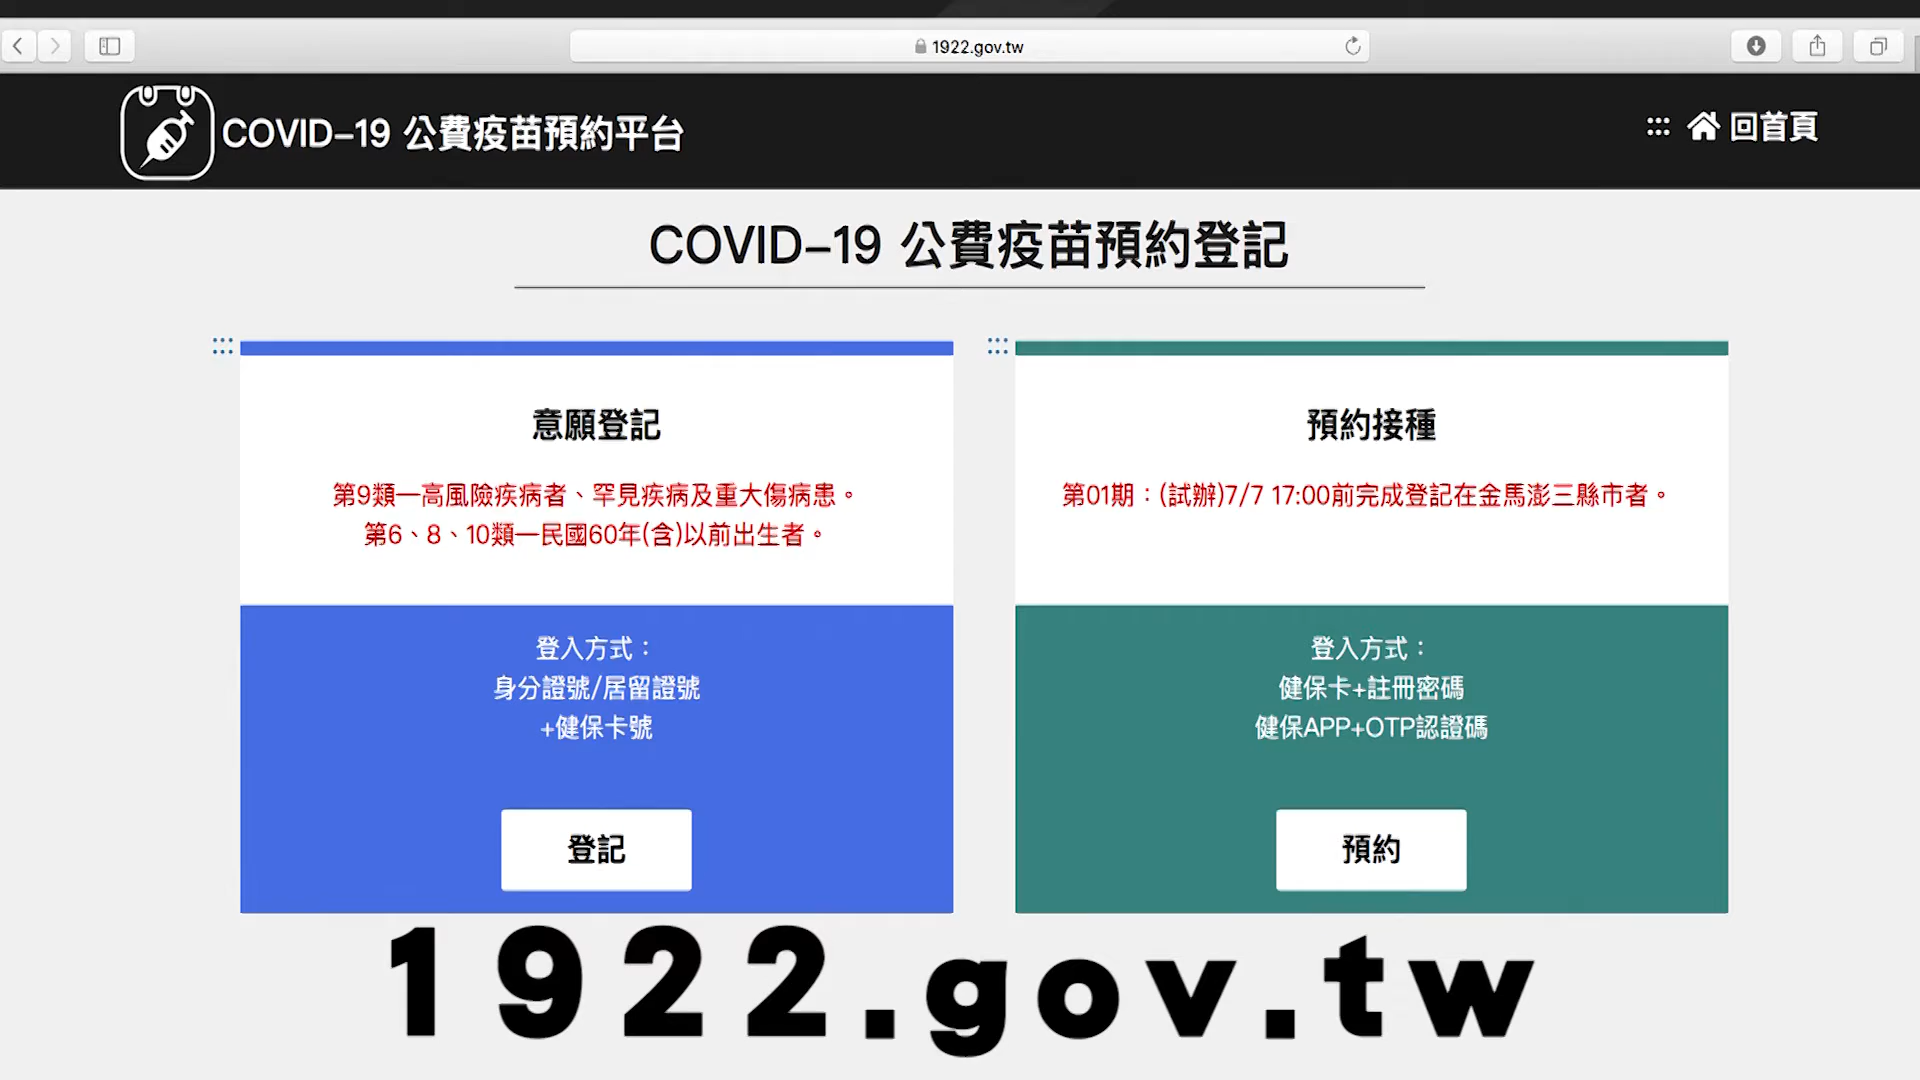 1922.gov.tw
COVID-19 公費疫苗預約平台
回首頁
COVID-19 公費疫苗預約登記
意願登記
第9類—高風險疾病者、罕見疾病及重大傷病患。
第6、8、10類—民國60年(含)以前出生者。
登入方式：
身分證號/居留證號
+健保卡號
登記
預約接種
第01期：(試辦)7/7 17:00前完成登記在金馬澎三縣市者。
登入方式：
健保卡+註冊密碼
健保APP+OTP認證碼
預約
1922.gov.tw